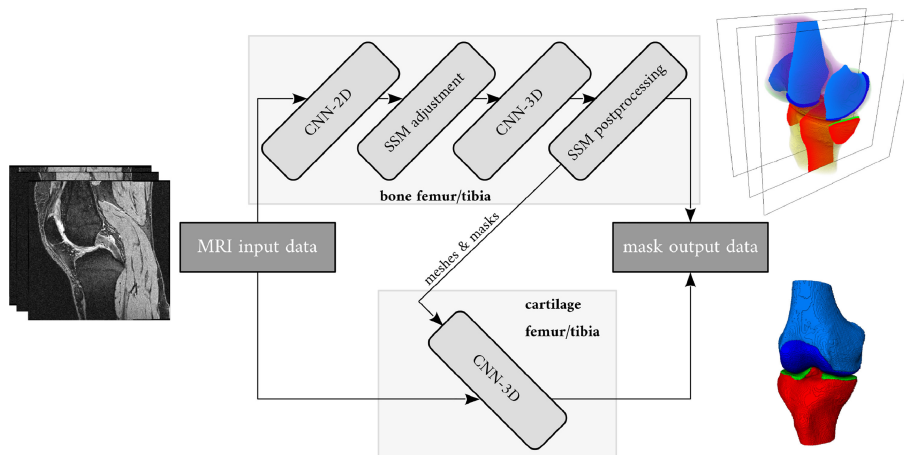 CNN-2D
SSM adjustment
CNN-3D
SSM postprocessing
bone femur/tibia
MRI input data
meshes & masks
mask output data
cartilage
femur/tibia
CNN-3D